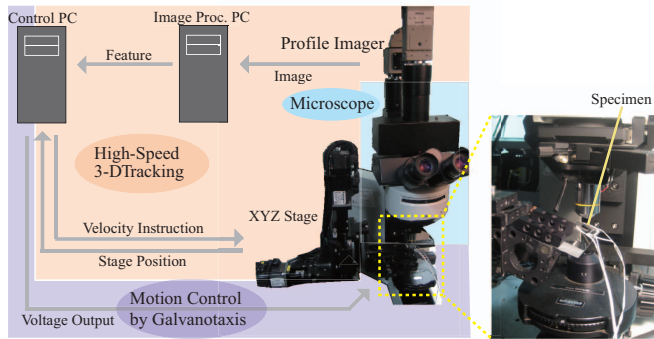 Control PC
Image Proc. PC
Profile Imager
Feature
Image
Microscope
Specimen
High-Speed
3-DTracking
XYZ Stage
Velocity Instruction
Stage Position
Motion Control
by Galvanotaxis
Voltage Output